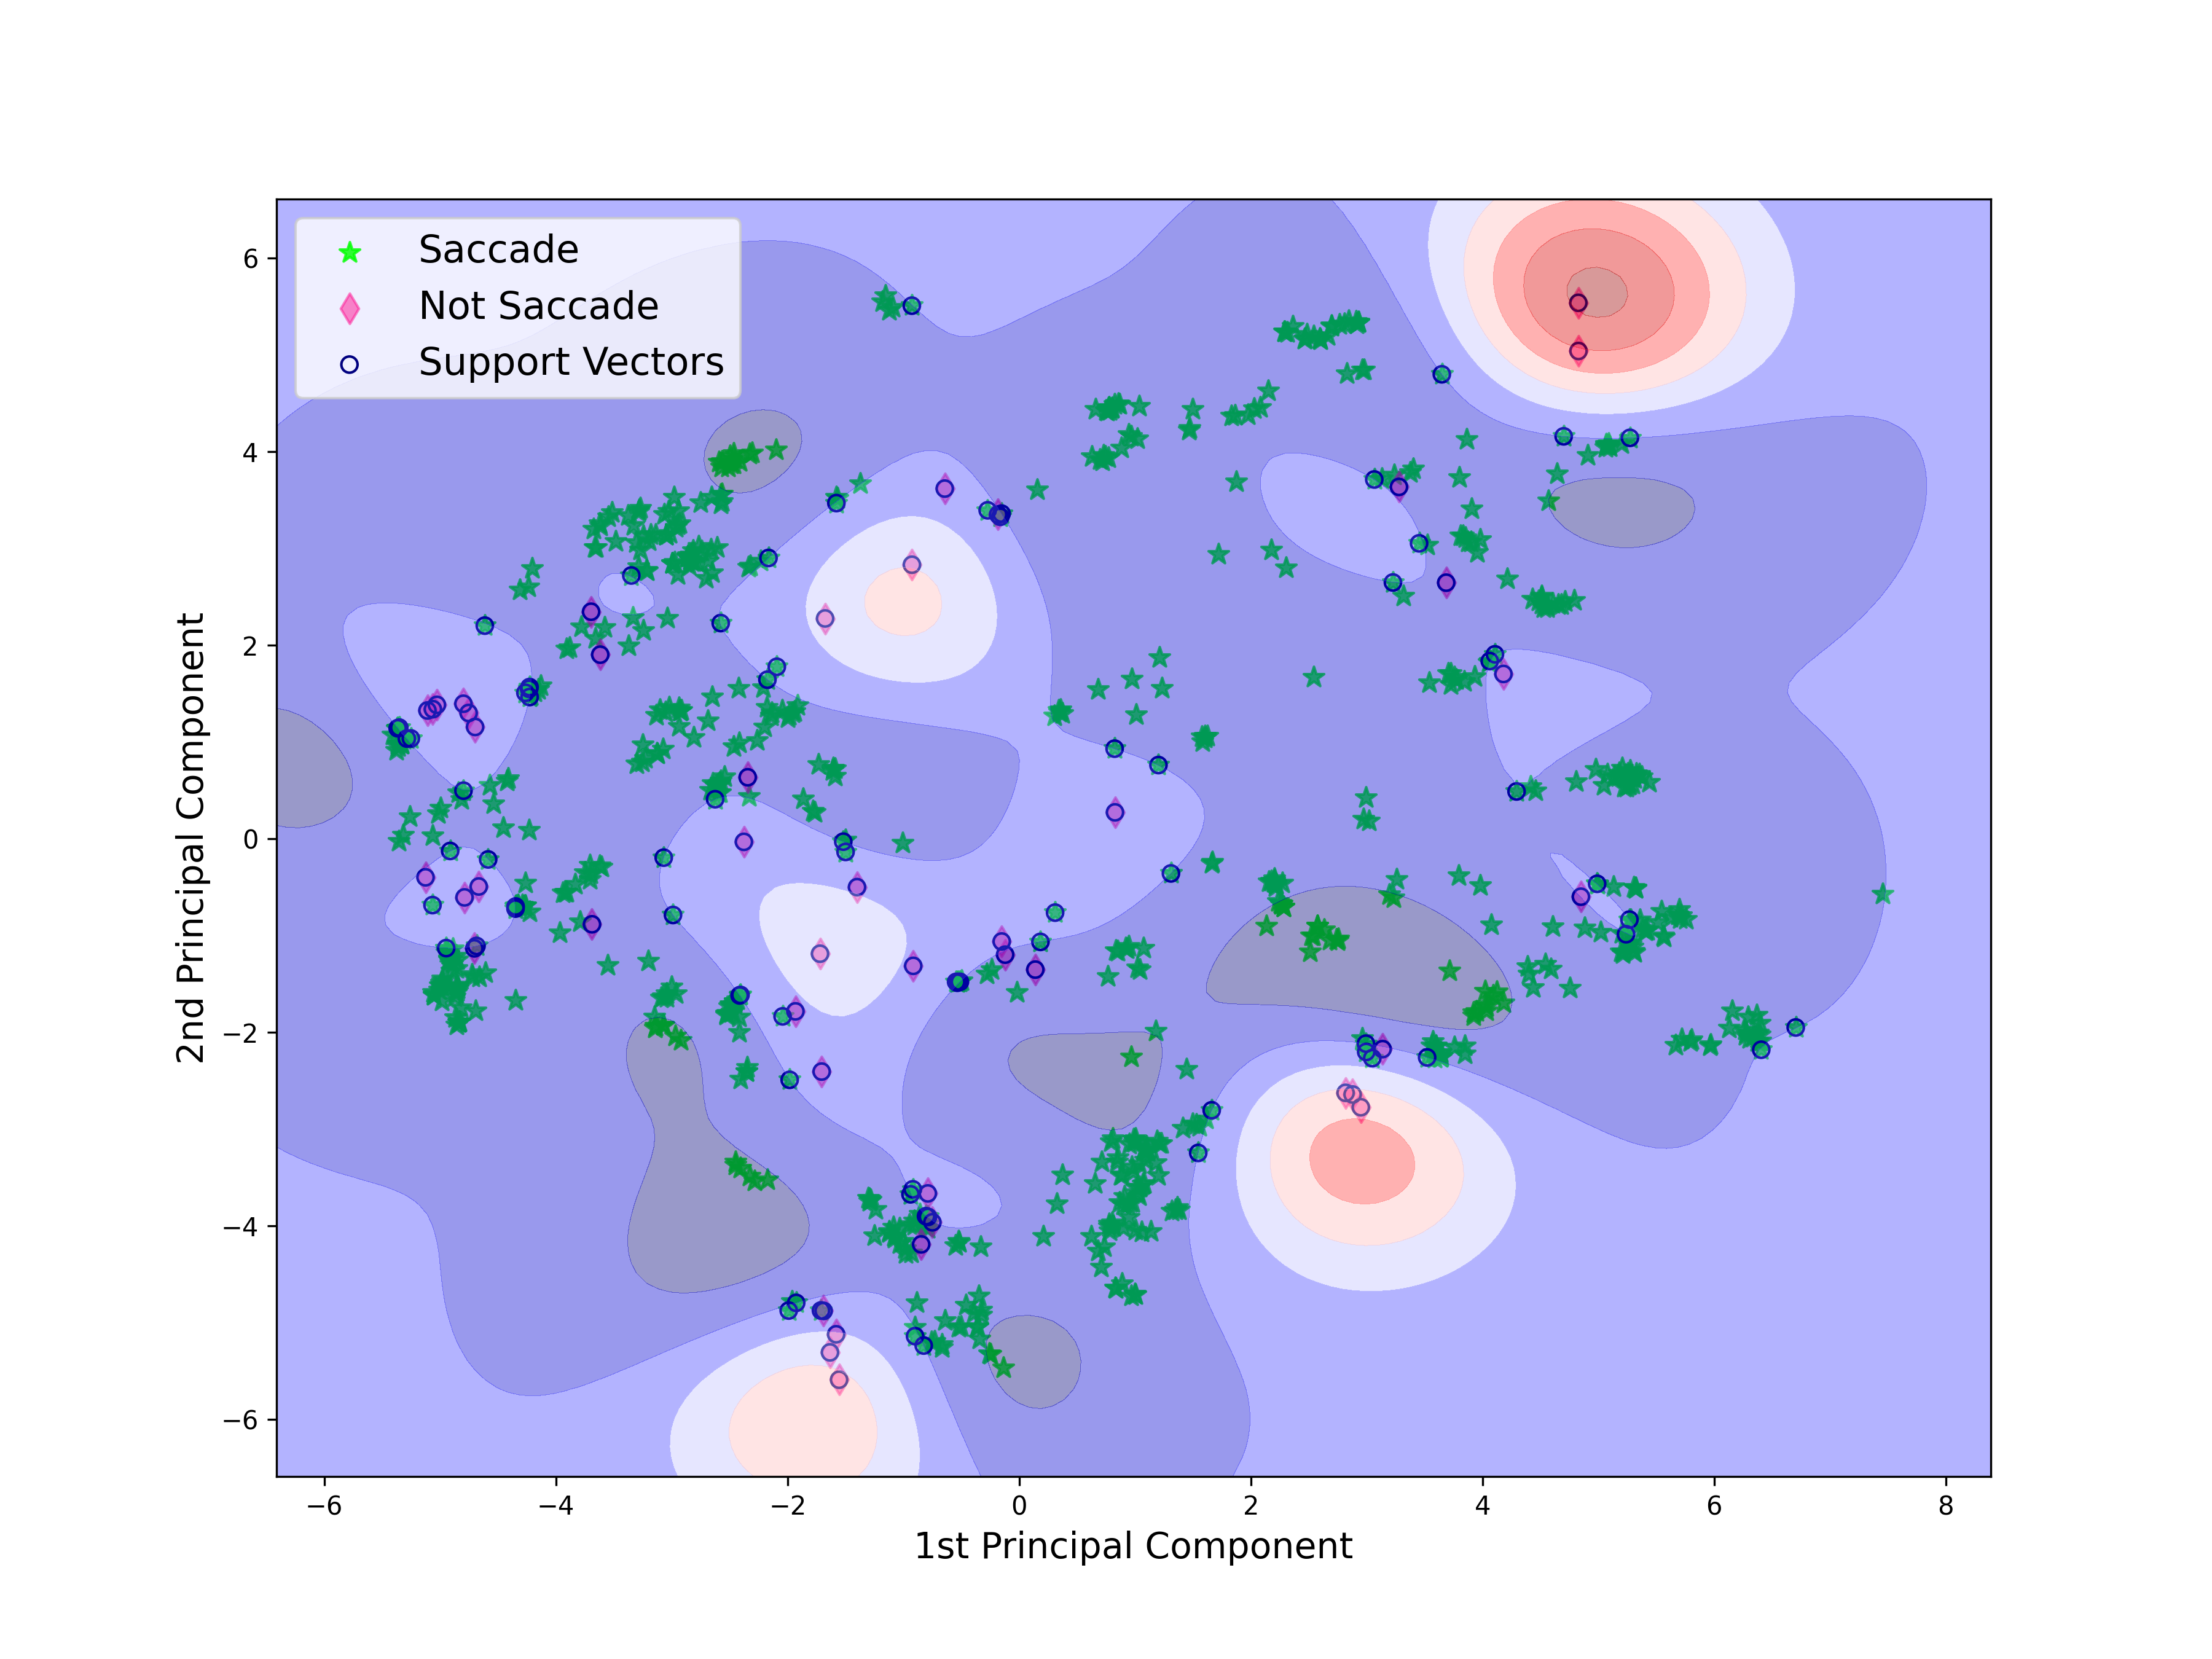 Saccade
Not Saccade
Support Vectors
6
4
2
0
−2
−4
−6
2nd Principal Component
−6 −4 −2 0 2 4 6 8
1st Principal Component